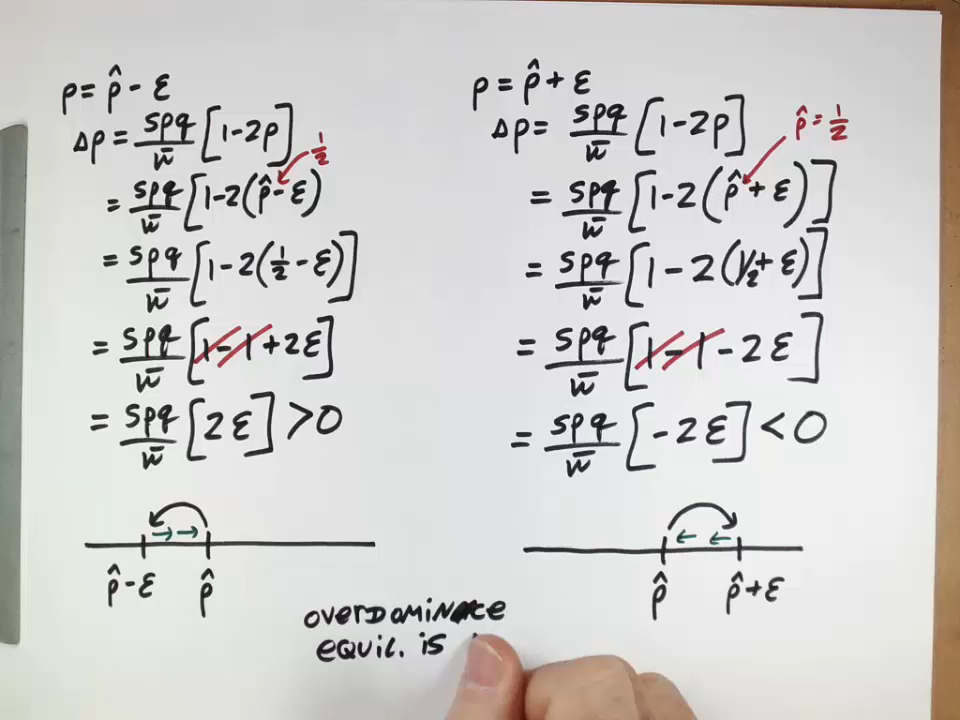 p = p̂ - ε
Δp = spq/w̄ [1-2p]
1/2
= spq/w̄ [1-2(p̂ - ε)
= spq/w̄ [1-2(1/2 - ε)]
= spq/w̄ [1-1+2ε]
= spq/w̄ [2ε] >0
p̂-ε p̂
p = p̂ + ε
Δp = spq/w̄ [1-2p]
p̂ = 1/2
= spq/w̄ [1-2(p̂ + ε)]
= spq/w̄ [1-2(1/2 + ε)]
= spq/w̄ [1-1-2ε]
= spq/w̄ [-2ε] <0
p̂ p̂+ε
OVERDOMINACE
EQUIL. IS